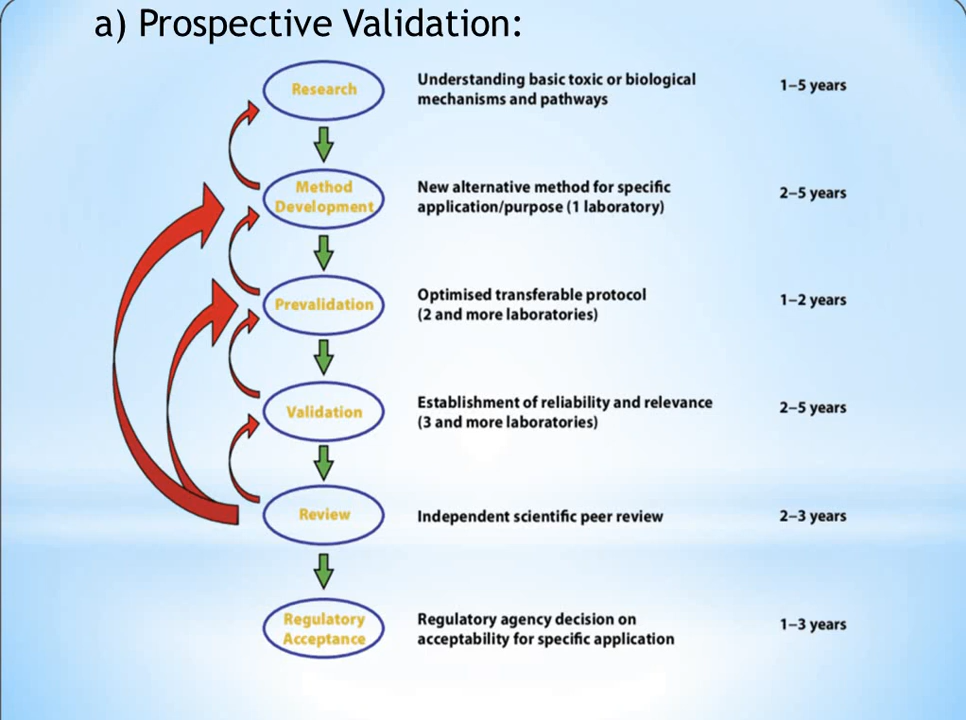 a) Prospective Validation:
Research
Understanding basic toxic or biological
mechanisms and pathways
1–5 years
Method
Development
New alternative method for specific
application/purpose (1 laboratory)
2–5 years
Prevalidation
Optimised transferable protocol
(2 and more laboratories)
1–2 years
Validation
Establishment of reliability and relevance
(3 and more laboratories)
2–5 years
Review
Independent scientific peer review
2–3 years
Regulatory
Acceptance
Regulatory agency decision on
acceptability for specific application
1–3 years